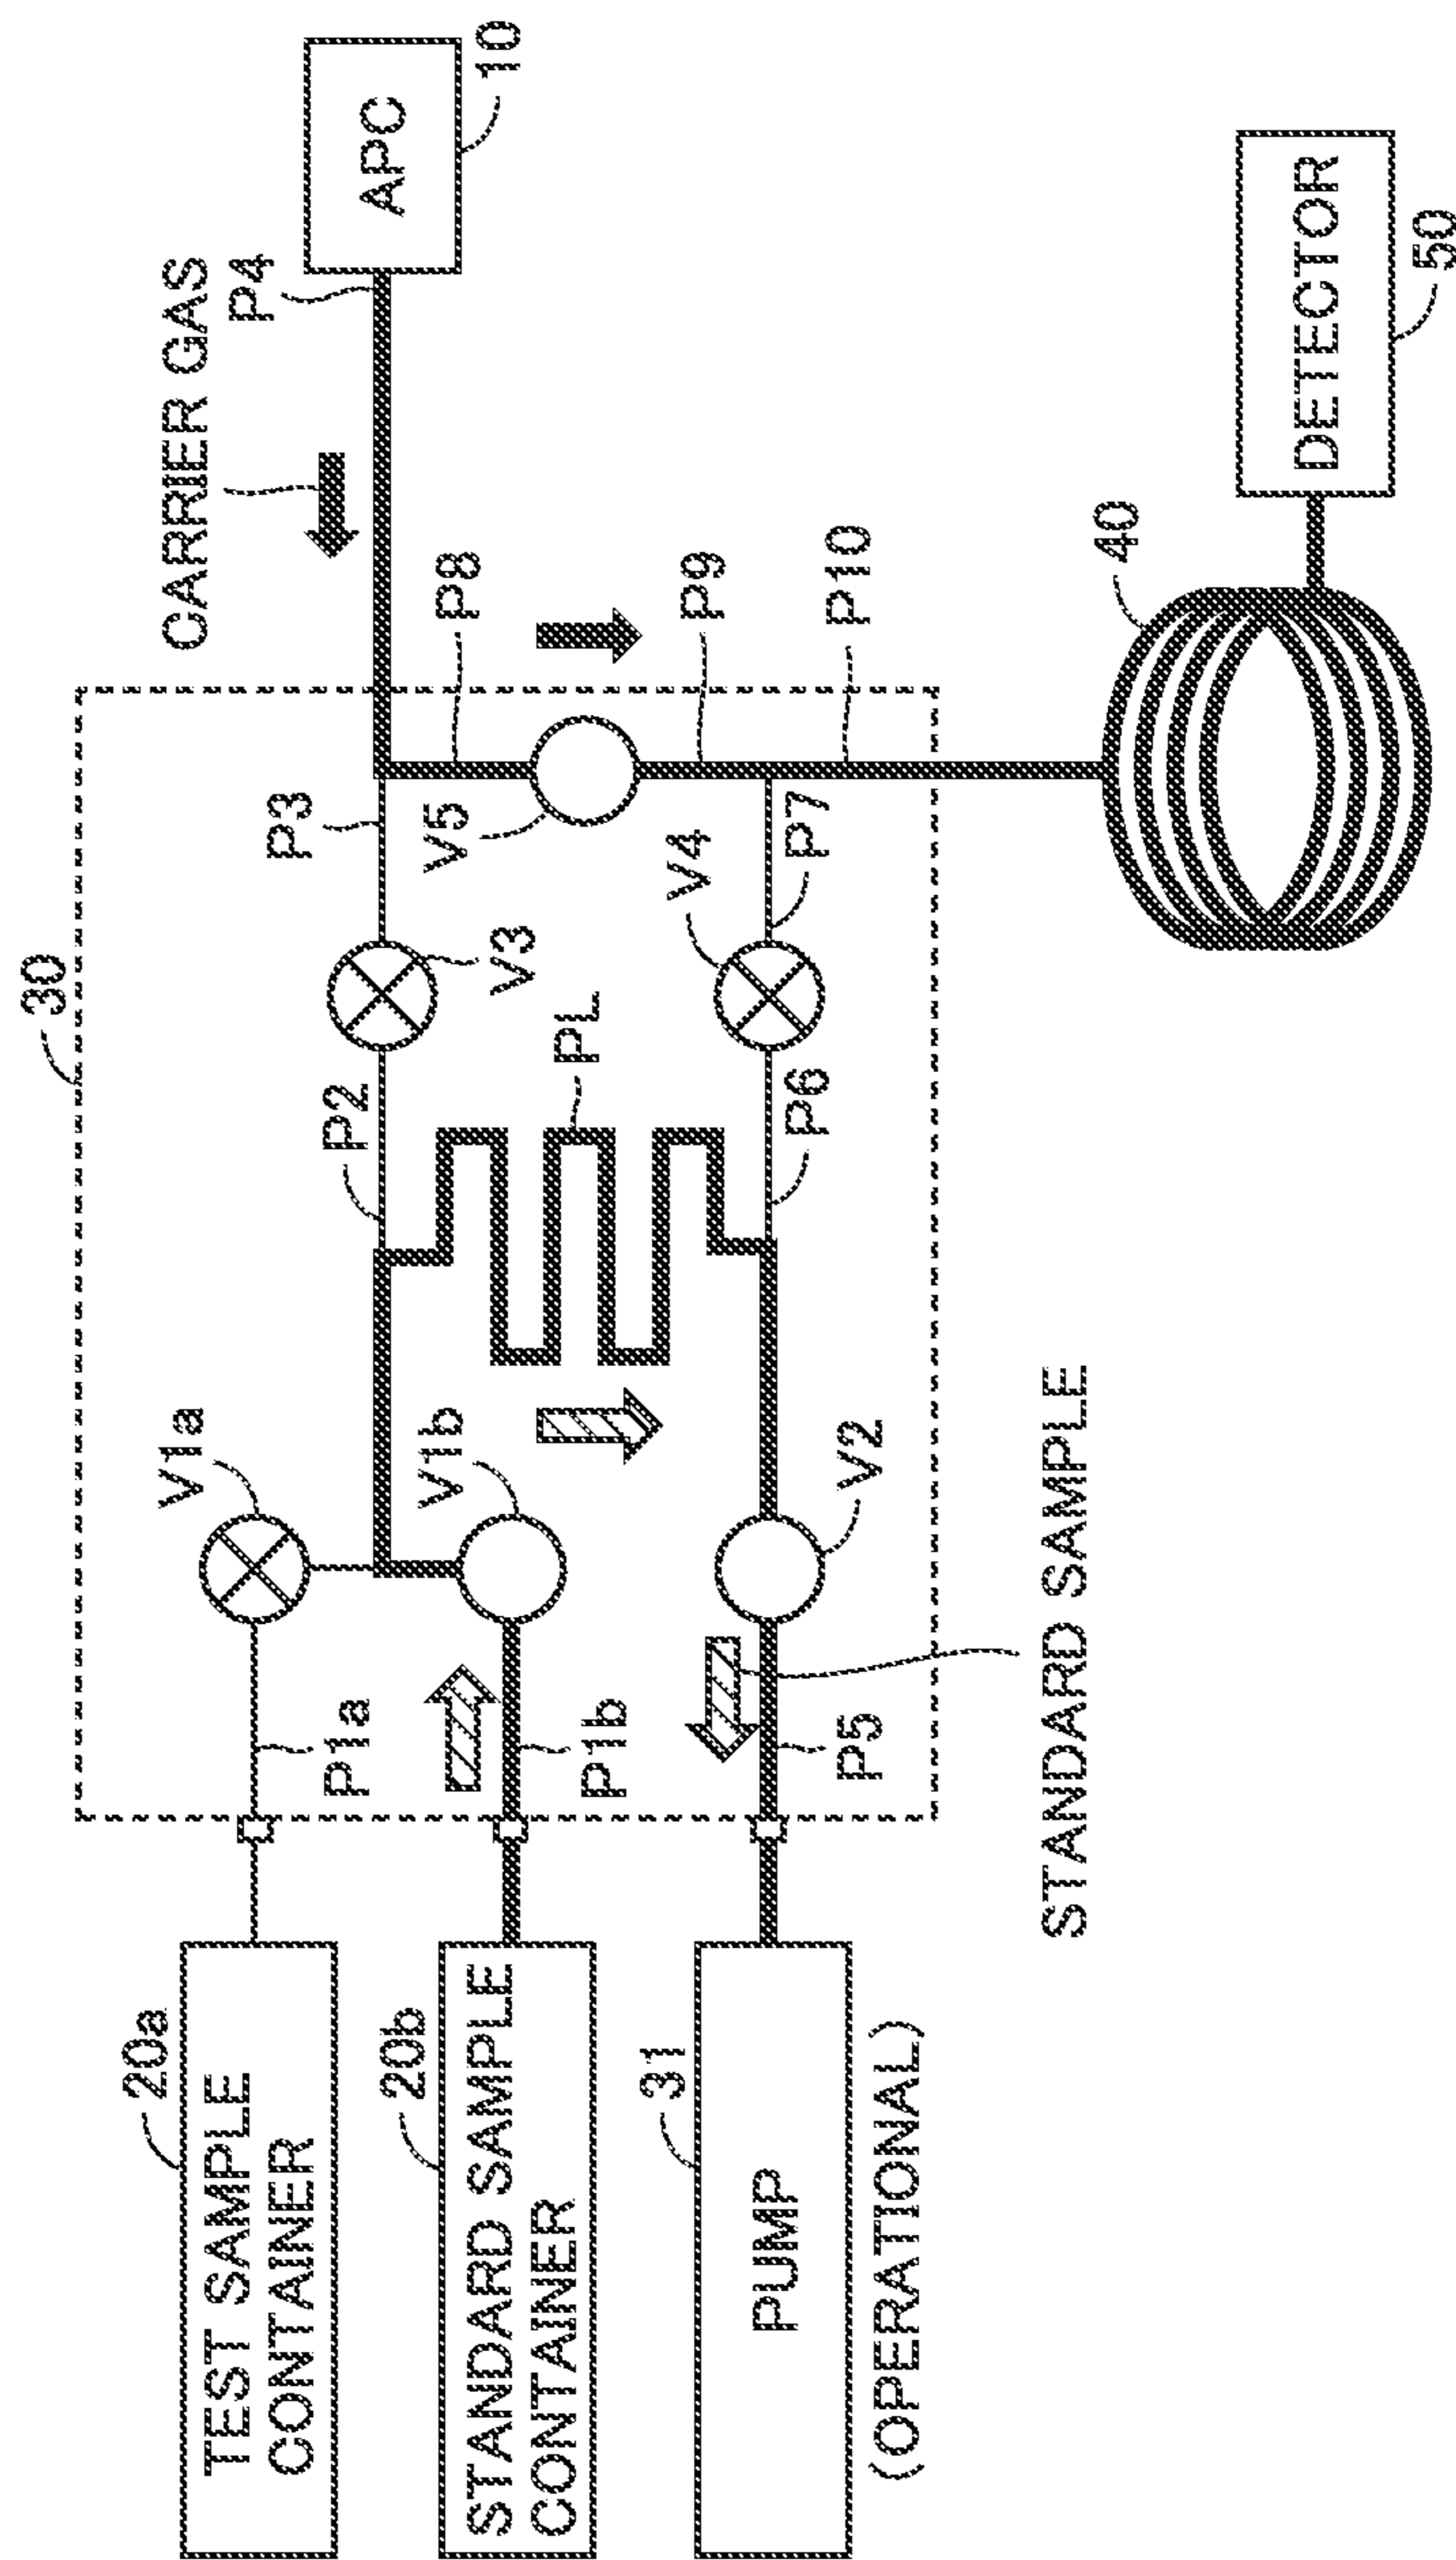 30
CARRIER GAS
P4
APC
10
20a
TEST SAMPLE
CONTAINER
V1a
P1a
P2
P3
V3
V5
P8
20b
STANDARD SAMPLE
CONTAINER
V1b
P1b
PL
V4
P9
31
PUMP
(OPERATIONAL)
V2
P5
P6
P7
P10
STANDARD SAMPLE
40
DETECTOR
50